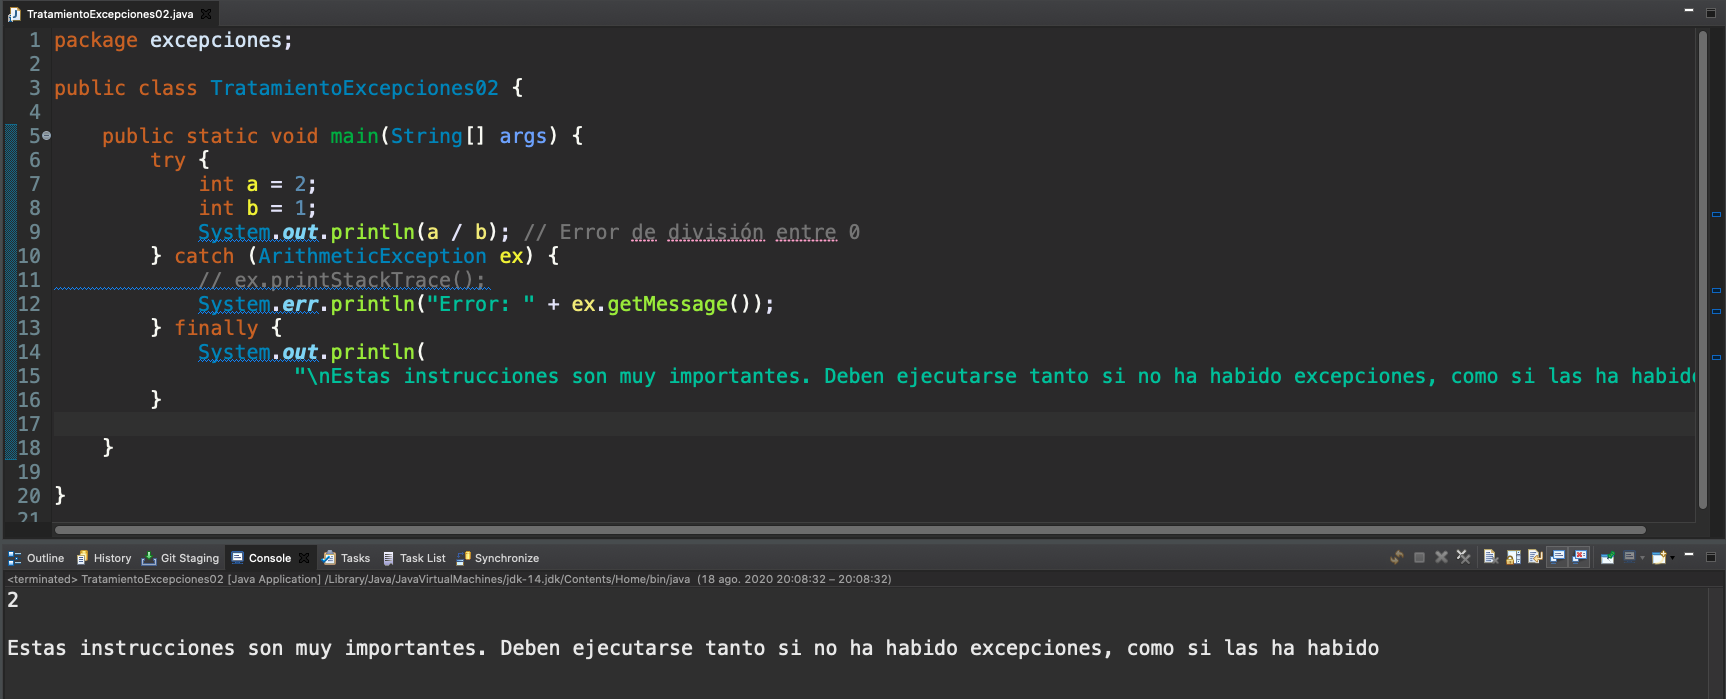 TratamientoExcepciones02.java
1 package excepciones;
2
3 public class TratamientoExcepciones02 {
4
5 public static void main(String[] args) {
6 try {
7 int a = 2;
8 int b = 1;
9 System.out.println(a / b); // Error de división entre 0
10 } catch (ArithmeticException ex) {
11 // ex.printStackTrace();
12 System.err.println("Error: " + ex.getMessage());
13 } finally {
14 System.out.println(
15 "\nEstas instrucciones son muy importantes. Deben ejecutarse tanto si no ha habido excepciones, como si las ha habido
16 }
17
18 }
19
20 }
21
Outline History Git Staging Console Tasks Task List Synchronize
<terminated> TratamientoExcepciones02 [Java Application] /Library/Java/JavaVirtualMachines/jdk-14.jdk/Contents/Home/bin/java (18 ago. 2020 20:08:32 – 20:08:32)
2
Estas instrucciones son muy importantes. Deben ejecutarse tanto si no ha habido excepciones, como si las ha habido